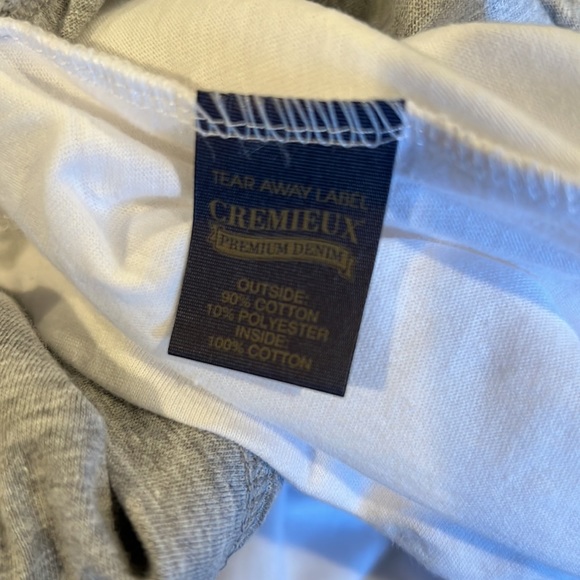 TEAR AWAY LABEL
CREMIEUX
PREMIUM DENIM
OUTSIDE:
90% COTTON
10% POLYESTER
INSIDE:
100% COTTON